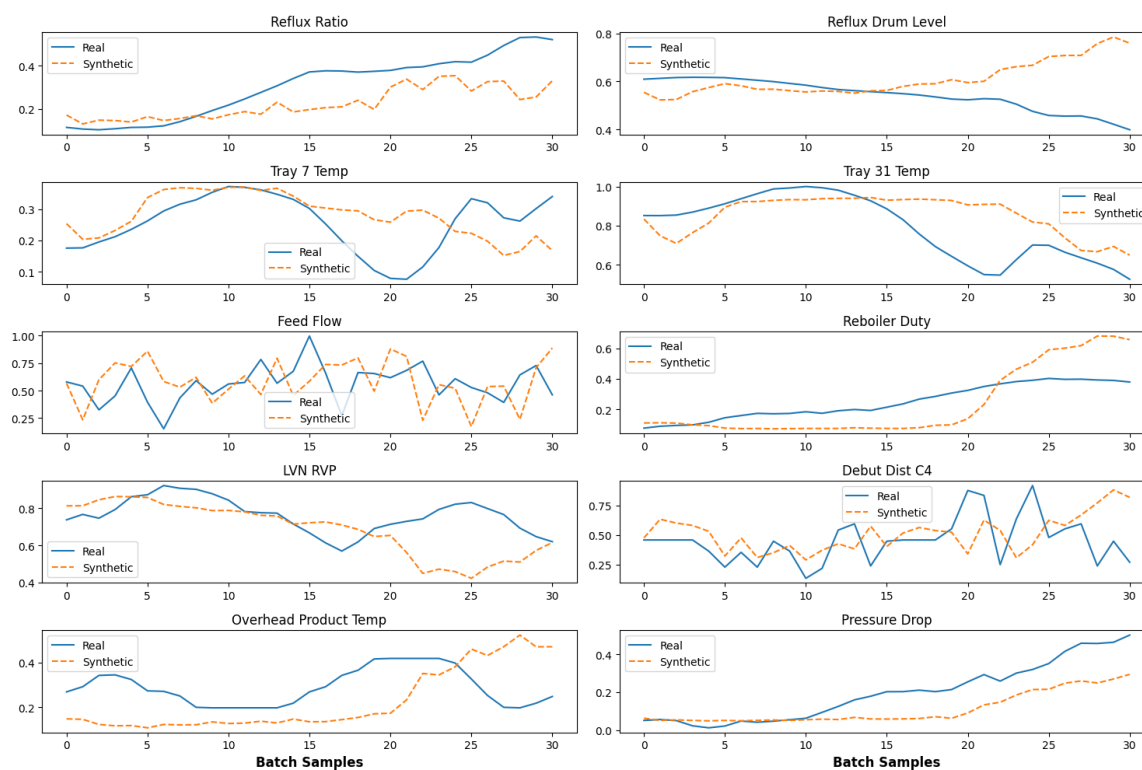 Reflux Ratio
Real
Synthetic
0.4
0.2
0 5 10 15 20 25 30
Reflux Drum Level
Real
Synthetic
0.8
0.6
0.4
0 5 10 15 20 25 30
Tray 7 Temp
Real
Synthetic
0.3
0.2
0.1
0 5 10 15 20 25 30
Tray 31 Temp
Real
Synthetic
1.0
0.8
0.6
0 5 10 15 20 25 30
Feed Flow
Real
Synthetic
1.00
0.75
0.50
0.25
0 5 10 15 20 25 30
Reboiler Duty
Real
Synthetic
0.6
0.4
0.2
0 5 10 15 20 25 30
LVN RVP
Real
Synthetic
0.8
0.6
0.4
0 5 10 15 20 25 30
Debut Dist C4
Real
Synthetic
0.75
0.50
0.25
0 5 10 15 20 25 30
Overhead Product Temp
Real
Synthetic
0.4
0.2
0 5 10 15 20 25 30
Batch Samples
Pressure Drop
Real
Synthetic
0.4
0.2
0.0
0 5 10 15 20 25 30
Batch Samples